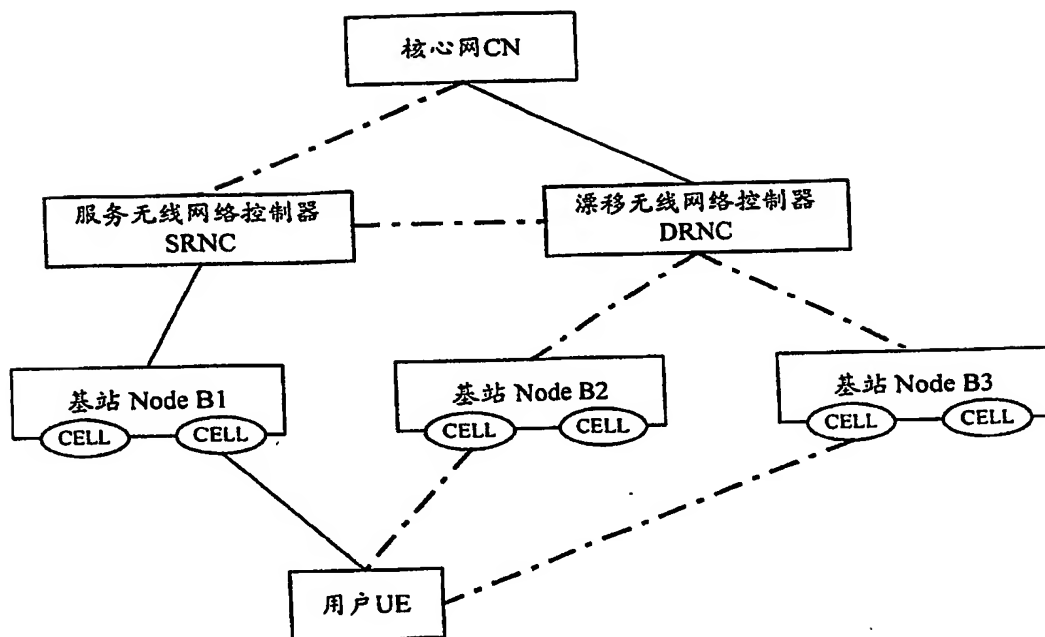 核心网CN
服务无线网络控制器
SRNC
漂移无线网络控制器
DRNC
基站 Node B1
CELL
CELL
基站 Node B2
CELL
CELL
基站 Node B3
CELL
CELL
用户UE